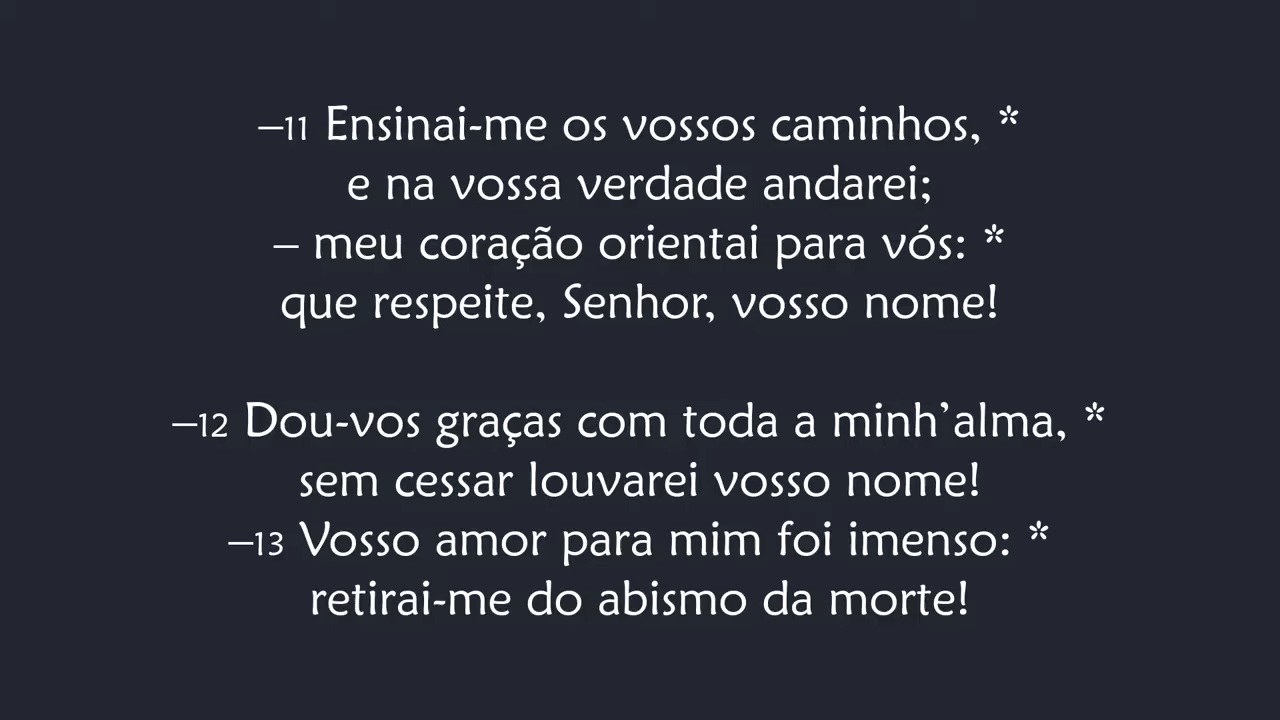 –11 Ensinai-me os vossos caminhos, *
e na vossa verdade andarei;
– meu coração orientai para vós: *
que respeite, Senhor, vosso nome!
–12 Dou-vos graças com toda a minh’alma, *
sem cessar louvarei vosso nome!
–13 Vosso amor para mim foi imenso: *
retirai-me do abismo da morte!